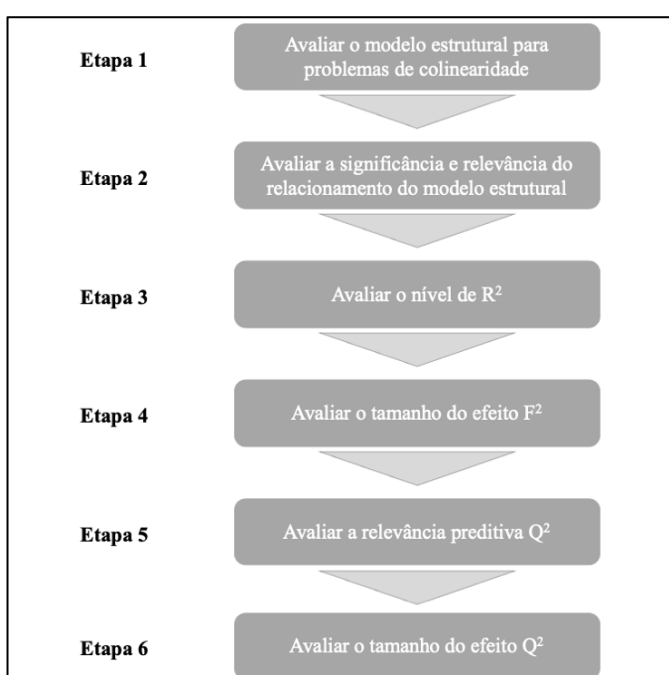 Etapa 1
Avaliar o modelo estrutural para
problemas de colinearidade
Etapa 2
Avaliar a significância e relevância do
relacionamento do modelo estrutural
Etapa 3
Avaliar o nível de R²
Etapa 4
Avaliar o tamanho do efeito F²
Etapa 5
Avaliar a relevância preditiva Q²
Etapa 6
Avaliar o tamanho do efeito Q²